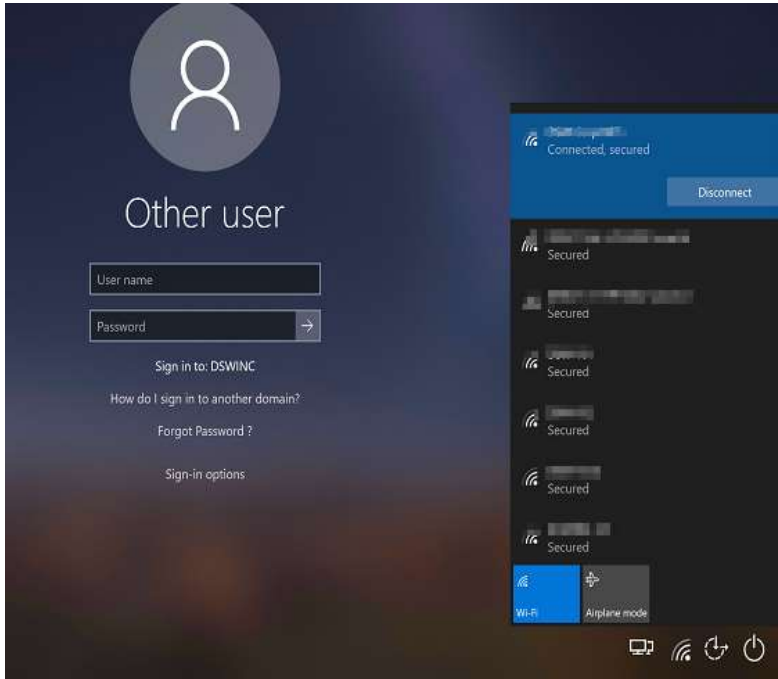 Other user
User name
Password
Sign in to: DSWINC
How do I sign in to another domain?
Forgot Password ?
Sign-in options
Connected, secured
Disconnect
Secured
Secured
Secured
Secured
Secured
Secured
Wi-Fi
Airplane mode